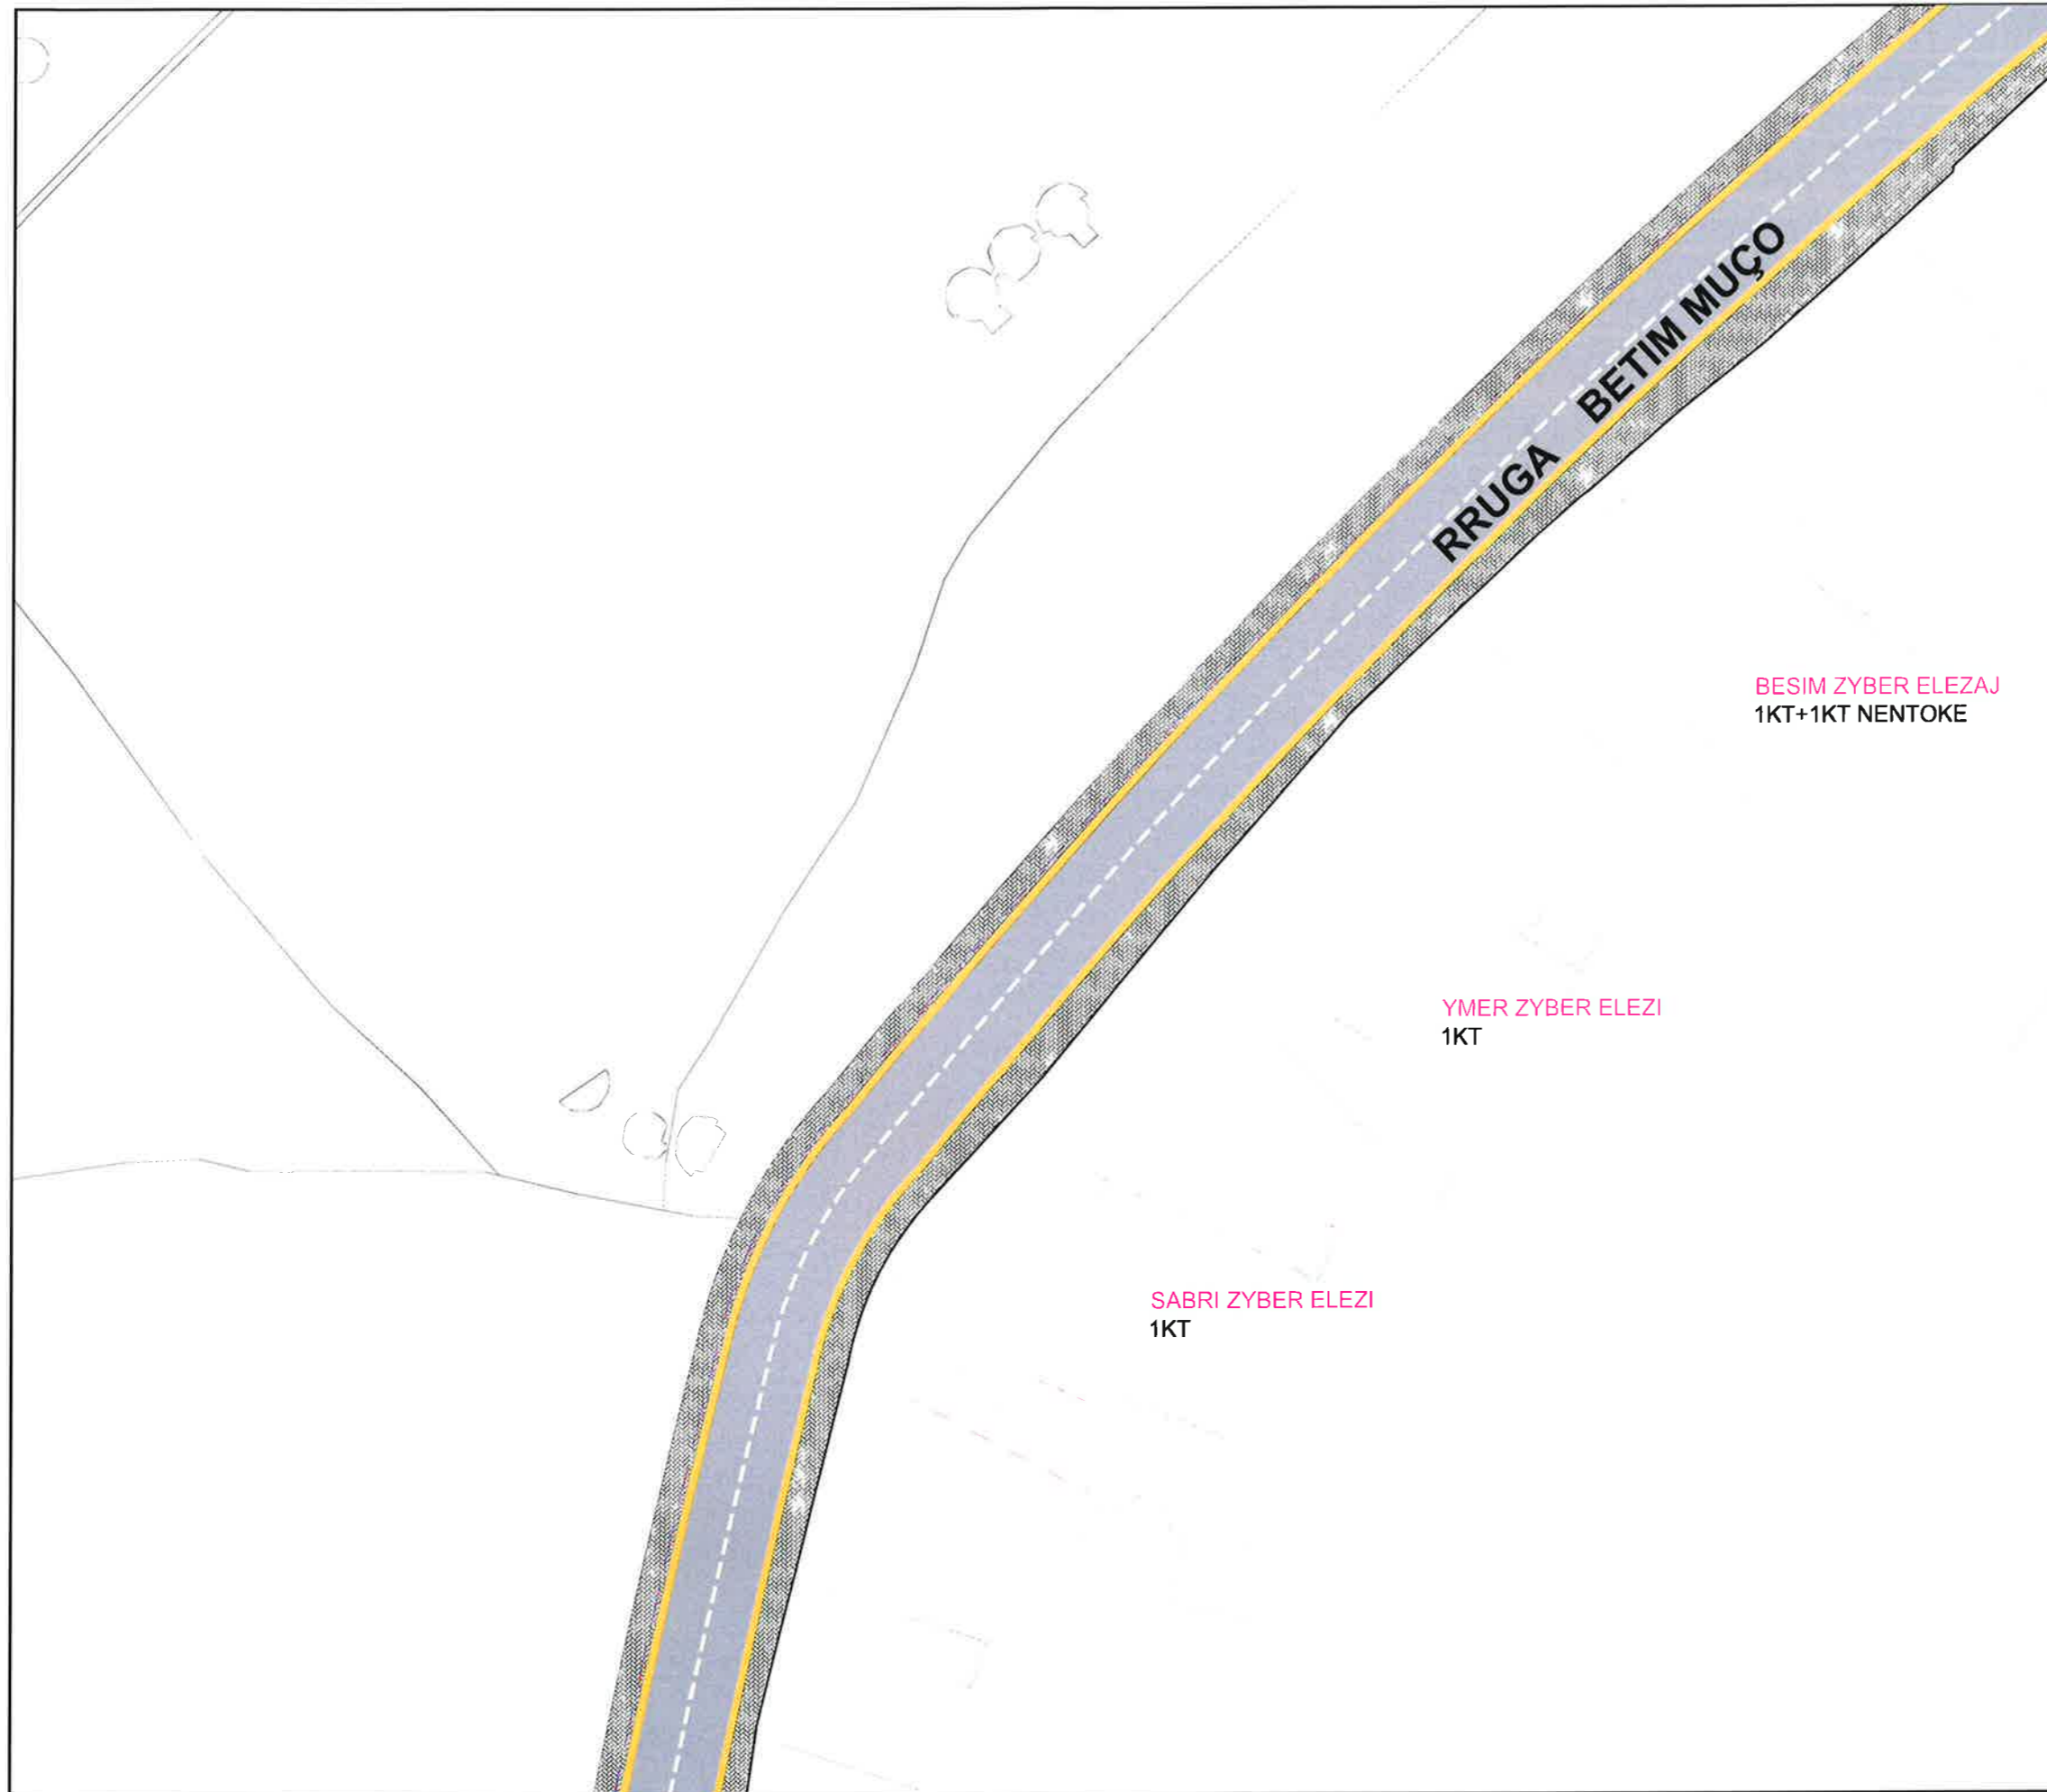 RRUGA BETIM MUÇO
BESIM ZYBER ELEZAJ
1KT+1KT NENTOKE
YMER ZYBER ELEZI
1KT
SABRI ZYBER ELEZI
1KT